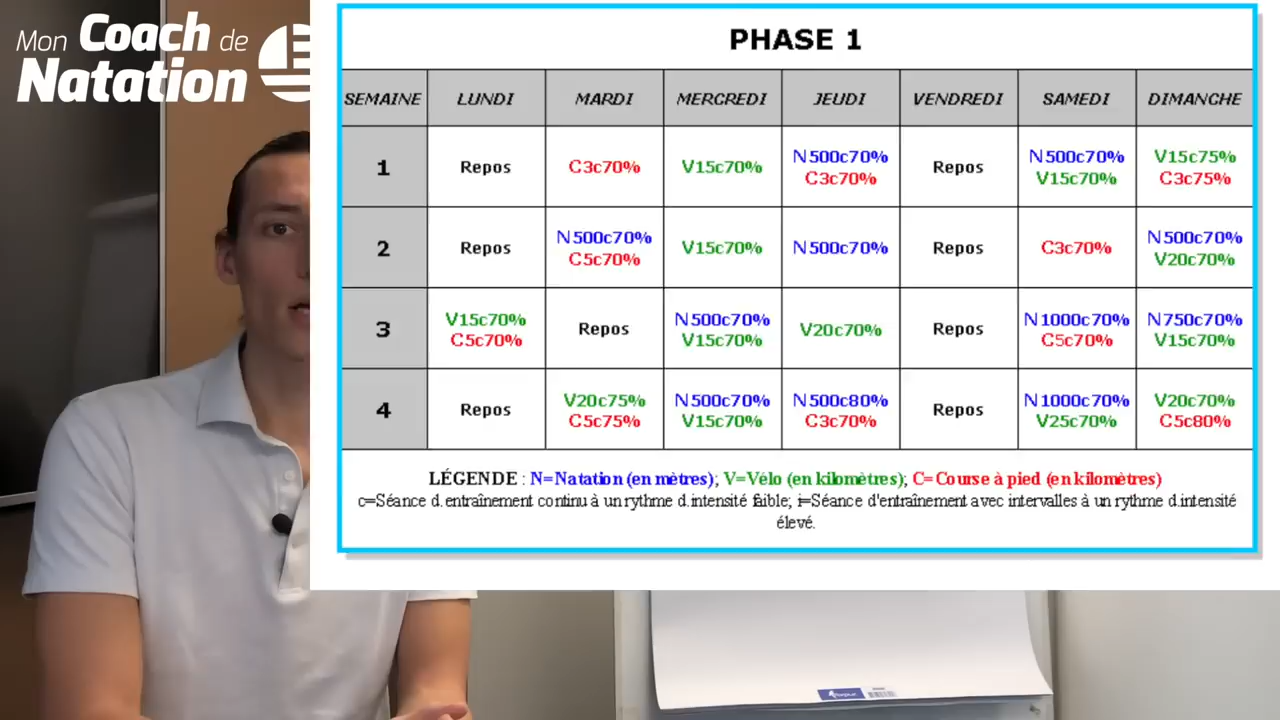 Mon Coach de
Natation
PHASE 1
SEMAINE LUNDI MARDI MERCREDI JEUDI VENDREDI SAMEDI DIMANCHE
1 Repos C3c70% V15c70% N500c70% C3c70% Repos N500c70% V15c70% V15c75% C3c75%
2 Repos N500c70% C5c70% V15c70% N500c70% Repos C3c70% N500c70% V20c70%
3 V15c70% C5c70% Repos N500c70% V15c70% V20c70% Repos N1000c70% C5c70% N750c70% V15c70%
4 Repos V20c75% C5c75% N500c70% V15c70% N500c80% C3c70% Repos N1000c70% V25c70% V20c70% C5c80%
LÉGENDE : N=Natation (en mètres); V=Vélo (en kilomètres); C=Course à pied (en kilomètres)
c=Séance d.entraînement continu à un rythme d.intensité faible; i=Séance d'entraînement avec intervalles à un rythme d.intensité
élevé.